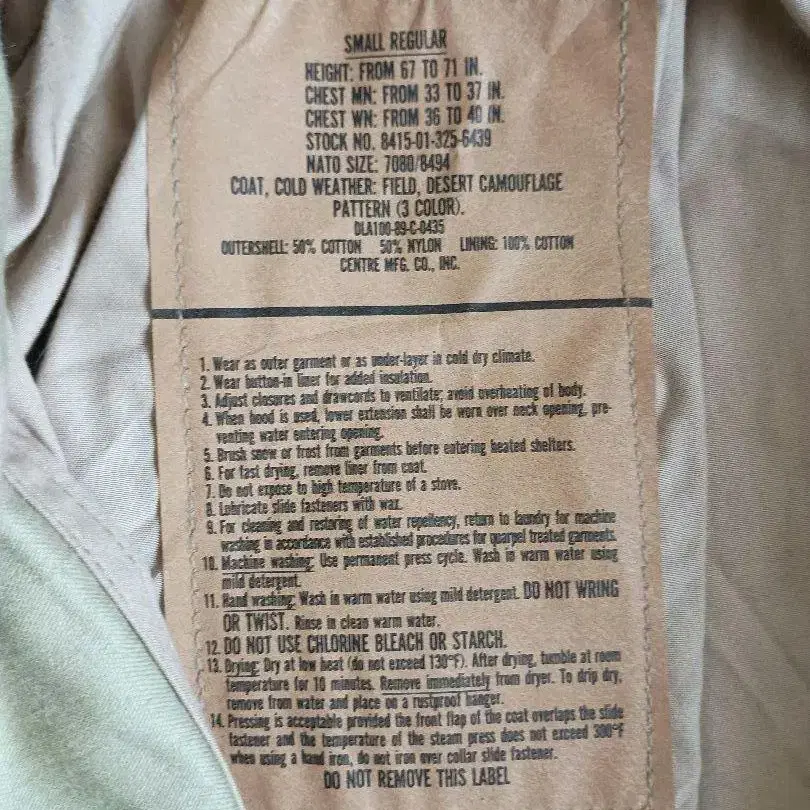 SMALL REGULAR
HEIGHT: FROM 67 TO 71 IN.
CHEST MN: FROM 33 TO 37 IN.
CHEST WN: FROM 36 TO 40 IN.
STOCK NO. 8415-01-325-6439
NATO SIZE: 7080/8494
COAT, COLD WEATHER: FIELD, DESERT CAMOUFLAGE
PATTERN (3 COLOR).
DLA100-89-C-0435
OUTERSHELL: 50% COTTON 50% NYLON LINING: 100% COTTON
CENTRE MFG. CO., INC.
1. Wear as outer garment or as under-layer in cold dry climate.
2. Wear button-in liner for added insulation.
3. Adjust closures and drawcords to ventilate; avoid overheating of body.
4. When hood is used, lower extension shall be worn over neck opening, pre-
venting water entering opening.
5. Brush snow or frost from garments before entering heated shelters.
6. For fast drying, remove liner from coat.
7. Do not expose to high temperature of a stove.
8. Lubricate slide fasteners with wax.
9. For cleaning and restoring of water repellency, return to laundry for machine
washing in accordance with established procedures for quarpel treated garments.
10. Machine washing: Use permanent press cycle. Wash in warm water using
mild detergent.
11. Hand washing: Wash in warm water using mild detergent. DO NOT WRING
OR TWIST. Rinse in clean warm water.
12. DO NOT USE CHLORINE BLEACH OR STARCH.
13. Drying: Dry at low heat (do not exceed 130°F). After drying, tumble at room
temperature for 10 minutes. Remove immediately from dryer. To drip dry,
remove from water and place on a rustproof hanger.
14. Pressing is acceptable provided the front flap of the coat overlaps the slide
fastener and the temperature of the steam press does not exceed 300°F
when using a hand iron, do not iron over collar slide fastener.
DO NOT REMOVE THIS LABEL